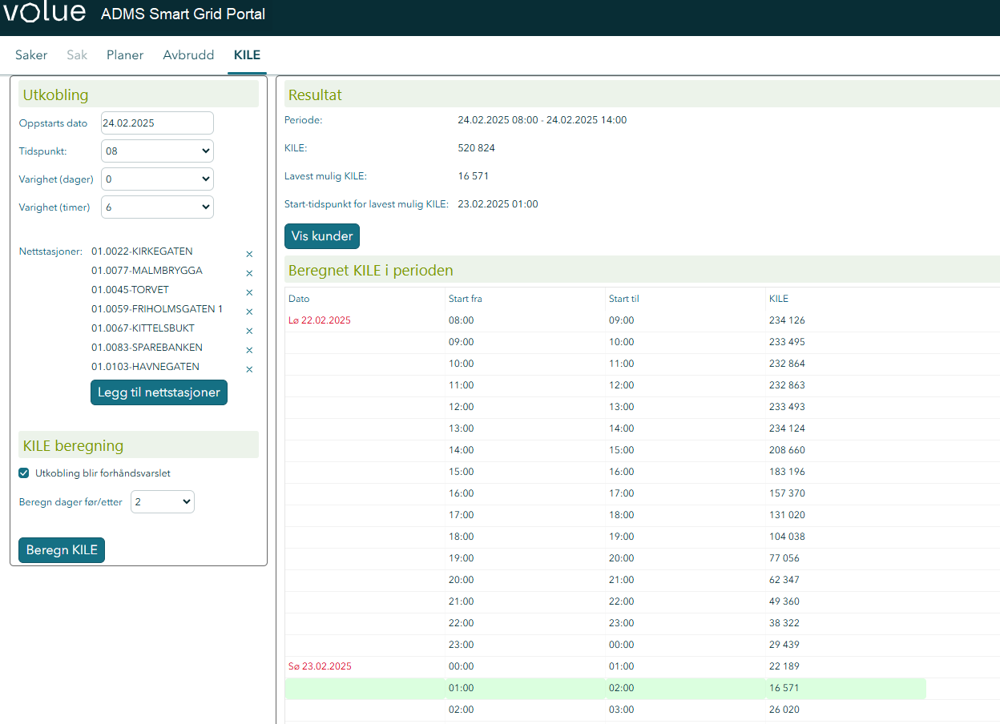 volue ADMS Smart Grid Portal
Saker Sak Planer Avbrudd KILE
Utkobling
Oppstarts dato 24.02.2025
Tidspunkt: 08
Varighet (dager) 0
Varighet (timer) 6
Nettstasjoner: 01.0022-KIRKEGATEN ×
01.0077-MALMBRYGGA ×
01.0045-TORVET ×
01.0059-FRIHOLMSGATEN 1 ×
01.0067-KITTELSBUKT ×
01.0083-SPAREBANKEN ×
01.0103-HAVNEGATEN ×
Legg til nettstasjoner
KILE beregning
Utkobling blir forhåndsvarslet
Beregn dager før/etter 2
Beregn KILE
Resultat
Periode: 24.02.2025 08:00 - 24.02.2025 14:00
KILE: 520 824
Lavest mulig KILE: 16 571
Start-tidspunkt for lavest mulig KILE: 23.02.2025 01:00
Vis kunder
Beregnet KILE i perioden
Dato Start fra Start til KILE
Lø 22.02.2025 08:00 09:00 234 126
09:00 10:00 233 495
10:00 11:00 232 864
11:00 12:00 232 863
12:00 13:00 233 493
13:00 14:00 234 124
14:00 15:00 208 660
15:00 16:00 183 196
16:00 17:00 157 370
17:00 18:00 131 020
18:00 19:00 104 038
19:00 20:00 77 056
20:00 21:00 62 347
21:00 22:00 49 360
22:00 23:00 38 322
23:00 00:00 29 439
Sø 23.02.2025 00:00 01:00 22 189
01:00 02:00 16 571
02:00 03:00 26 020